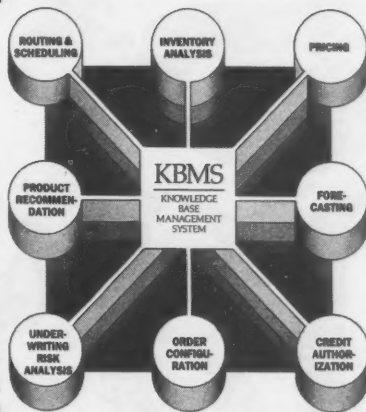 ROUTING &
SCHEDULING
INVENTORY
ANALYSIS
PRICING
PRODUCT
RECOMMEN-
DATION
KBMS
KNOWLEDGE
BASE
MANAGEMENT
SYSTEM
FORE-
CASTING
UNDER-
WRITING
RISK
ANALYSIS
ORDER
CONFIGU-
RATION
CREDIT
AUTHOR-
IZATION